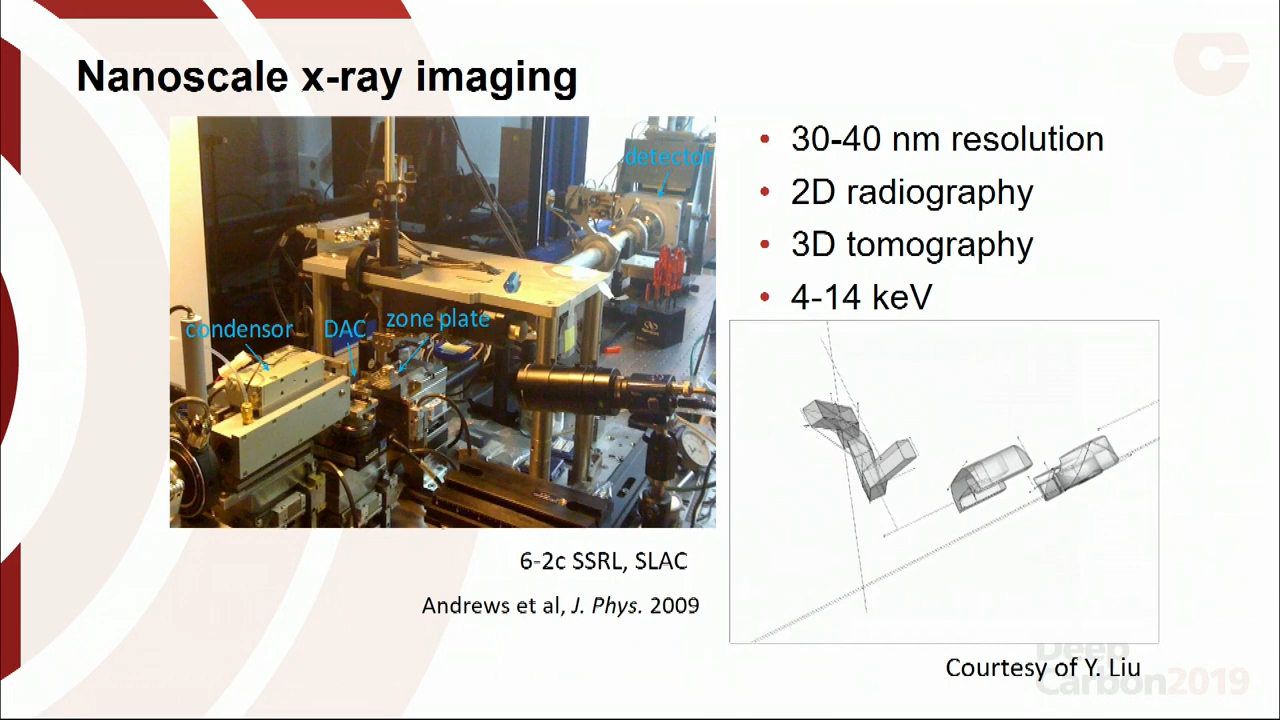 Nanoscale x-ray imaging
detector
condensor
DAC
zone plate
6-2c SSRL, SLAC
Andrews et al, J. Phys. 2009
• 30-40 nm resolution
• 2D radiography
• 3D tomography
• 4-14 keV
Courtesy of Y. Liu
Deep
Carbon2019